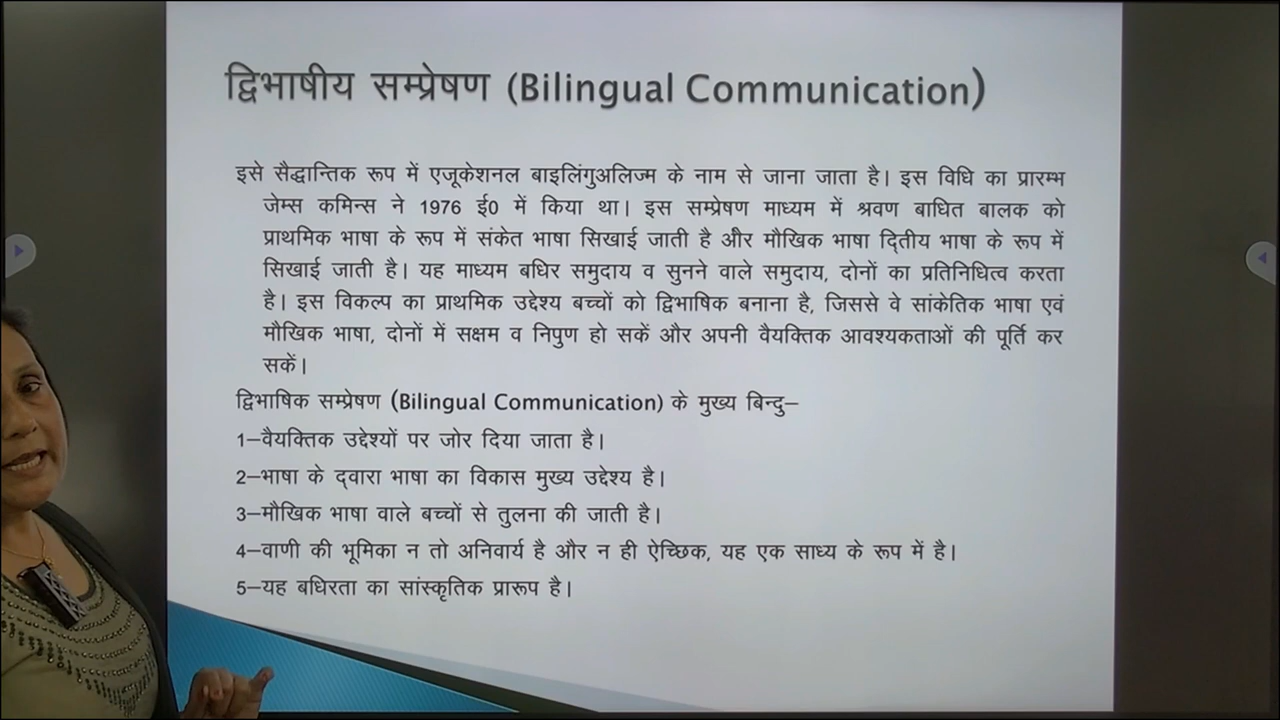 द्विभाषीय सम्प्रेषण (Bilingual Communication)
इसे सैद्धान्तिक रूप में एजूकेशनल बाइलिंगुअलिज्म के नाम से जाना जाता है। इस विधि का प्रारम्भ
जेम्स कमिन्स ने 1976 ई0 में किया था। इस सम्प्रेषण माध्यम में श्रवण बाधित बालक को
प्राथमिक भाषा के रूप में संकेत भाषा सिखाई जाती है और मौखिक भाषा द्वितीय भाषा के रूप में
सिखाई जाती है। यह माध्यम बधिर समुदाय व सुनने वाले समुदाय, दोनों का प्रतिनिधित्व करता
है। इस विकल्प का प्राथमिक उद्देश्य बच्चों को द्विभाषिक बनाना है, जिससे वे सांकेतिक भाषा एवं
मौखिक भाषा, दोनों में सक्षम व निपुण हो सकें और अपनी वैयक्तिक आवश्यकताओं की पूर्ति कर
सकें।
द्विभाषिक सम्प्रेषण (Bilingual Communication) के मुख्य बिन्दु–
1–वैयक्तिक उद्देश्यों पर जोर दिया जाता है।
2–भाषा के द्वारा भाषा का विकास मुख्य उद्देश्य है।
3–मौखिक भाषा वाले बच्चों से तुलना की जाती है।
4–वाणी की भूमिका न तो अनिवार्य है और न ही ऐच्छिक, यह एक साध्य के रूप में है।
5–यह बधिरता का सांस्कृतिक प्रारूप है।